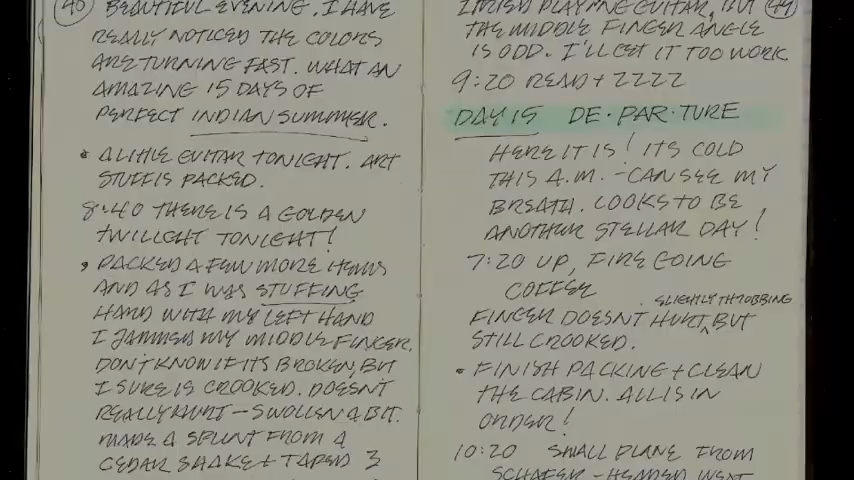 40 BEAUTIFUL EVENING. I HAVE
REALLY NOTICED THE COLORS
ARE TURNING FAST. WHAT AN
AMAZING 15 DAYS OF
PERFECT INDIAN SUMMER.
• A LITTLE GUITAR TONIGHT. ART
STUFF IS PACKED.
8:40 THERE IS A GOLDEN
TWILIGHT TONIGHT!
• PACKED A FEW MORE ITEMS
AND AS I WAS STUFFING
HARD WITH MY LEFT HAND
I JAMMED MY MIDDLE FINGER.
DON'T KNOW IF ITS BROKEN, BUT
I SURE IS CROOKED. DOESN'T
REALLY HURT - SWOLLEN A BIT.
MADE A SPLINT FROM A
CEDAR SHAKE + TAPED 3
I TRIED PLAYING GUITAR, BUT
THE MIDDLE FINGER ANGLE
IS ODD. I'LL GET IT TOO WORK
9:20 READ + ZZZZ
DAY 15 DE·PAR·TURE
HERE IT IS! ITS COLD
THIS A.M. - CAN SEE MY
BREATH. LOOKS TO BE
ANOTHER STELLAR DAY!
7:20 UP, FIRE GOING
COFFEE
SLIGHTLY THROBBING
FINGER DOESN'T HURT, BUT
STILL CROOKED.
• FINISH PACKING + CLEAN
THE CABIN. ALL IS IN
ORDER!
10:20 SMALL PLANE FROM
SCHAFER - HEADED WEST